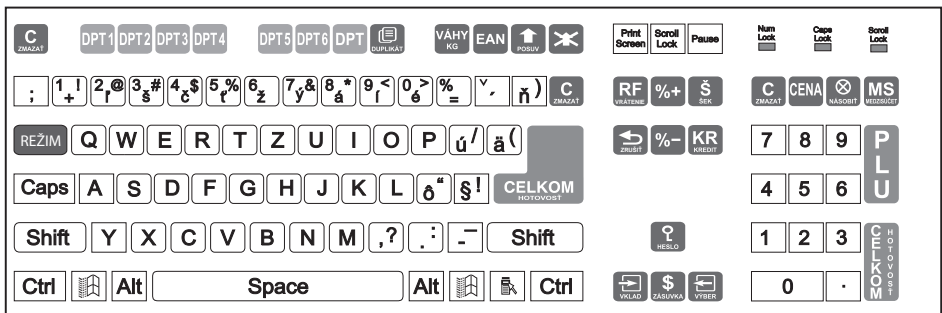 C ZMAZAŤ DPT1 DPT2 DPT3 DPT4 DPT5 DPT6 DPT DUPLIKÁT VÁHY KG EAN POSUV Print Screen Scroll Lock Pause Num Lock Caps Lock Scroll Lock
; 1 ! + 2 @ ľ 3 # š 4 $ č 5 % ť 6 ž 7 & ý 8 * á 9 < í 0 > é % = ˇ ´ ň ) C ZMAZAŤ RF VRÁTENIE %+ Š ŠEK C ZMAZAŤ CENA NÁSOBIŤ MS MEDZISÚČET
REŽIM Q W E R T Z U I O P ú / ä ( ZRUŠIŤ %– KR KREDIT 7 8 9 PLU
Caps A S D F G H J K L ô " § ! CELKOM HOTOVOSŤ 4 5 6
Shift Y X C V B N M , ? . : - _ Shift HESLO 1 2 3 CELKOM HOTOVOSŤ
Ctrl Alt Space Alt Ctrl VKLAD $ ZÁSUVKA VÝBER 0 .